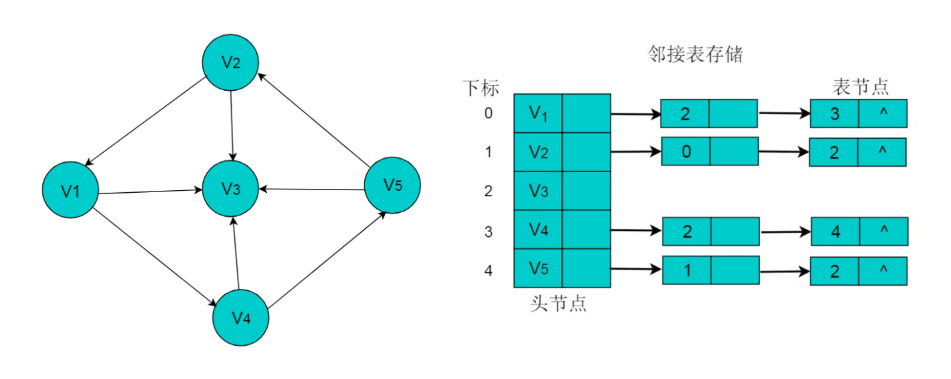 V2
V1
V3
V5
V4
邻接表存储
下标
表节点
0 V1 2 3 ^
1 V2 0 2 ^
2 V3
3 V4 2 4 ^
4 V5 1 2 ^
头节点